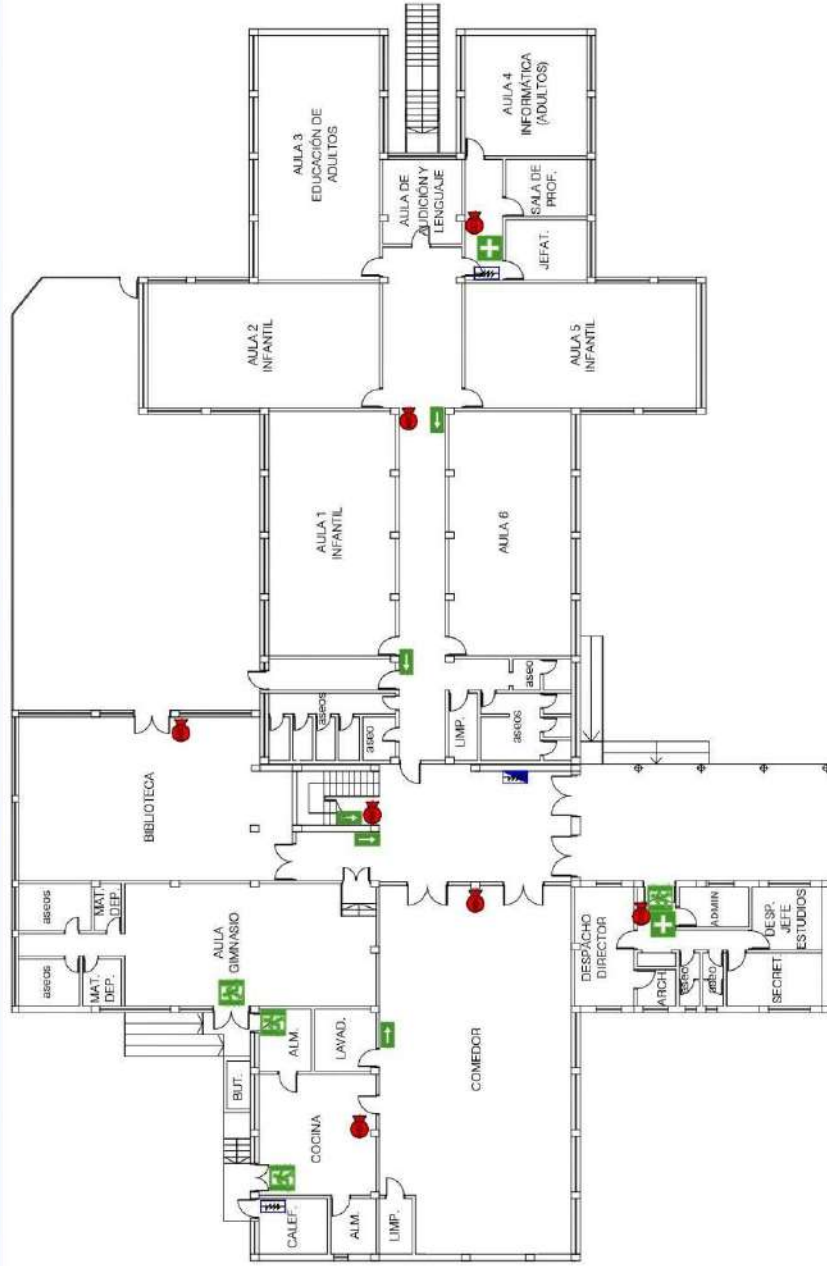 AULA 3
EDUCACIÓN DE
ADULTOS
AULA 4
INFORMÁTICA
(ADULTOS)
AULA DE
AUDICIÓN Y
LENGUAJE
SALA DE
PROF.
JEFAT.
AULA 2
INFANTIL
AULA 5
INFANTIL
AULA 1
INFANTIL
AULA 6
aseos
aseo
LIMP.
aseos
aseo
BIBLIOTECA
aseos
MAT.
DEP.
aseos
MAT.
DEP.
AULA
GIMNASIO
DESPACHO
DIRECTOR
ADMIN
DESP.
JEFE
ESTUDIOS
ARCH.
aseo
aseo
SECRET.
BUT.
ALM.
LAVAD.
COCINA
COMEDOR
CALEF.
ALM.
LIMP.